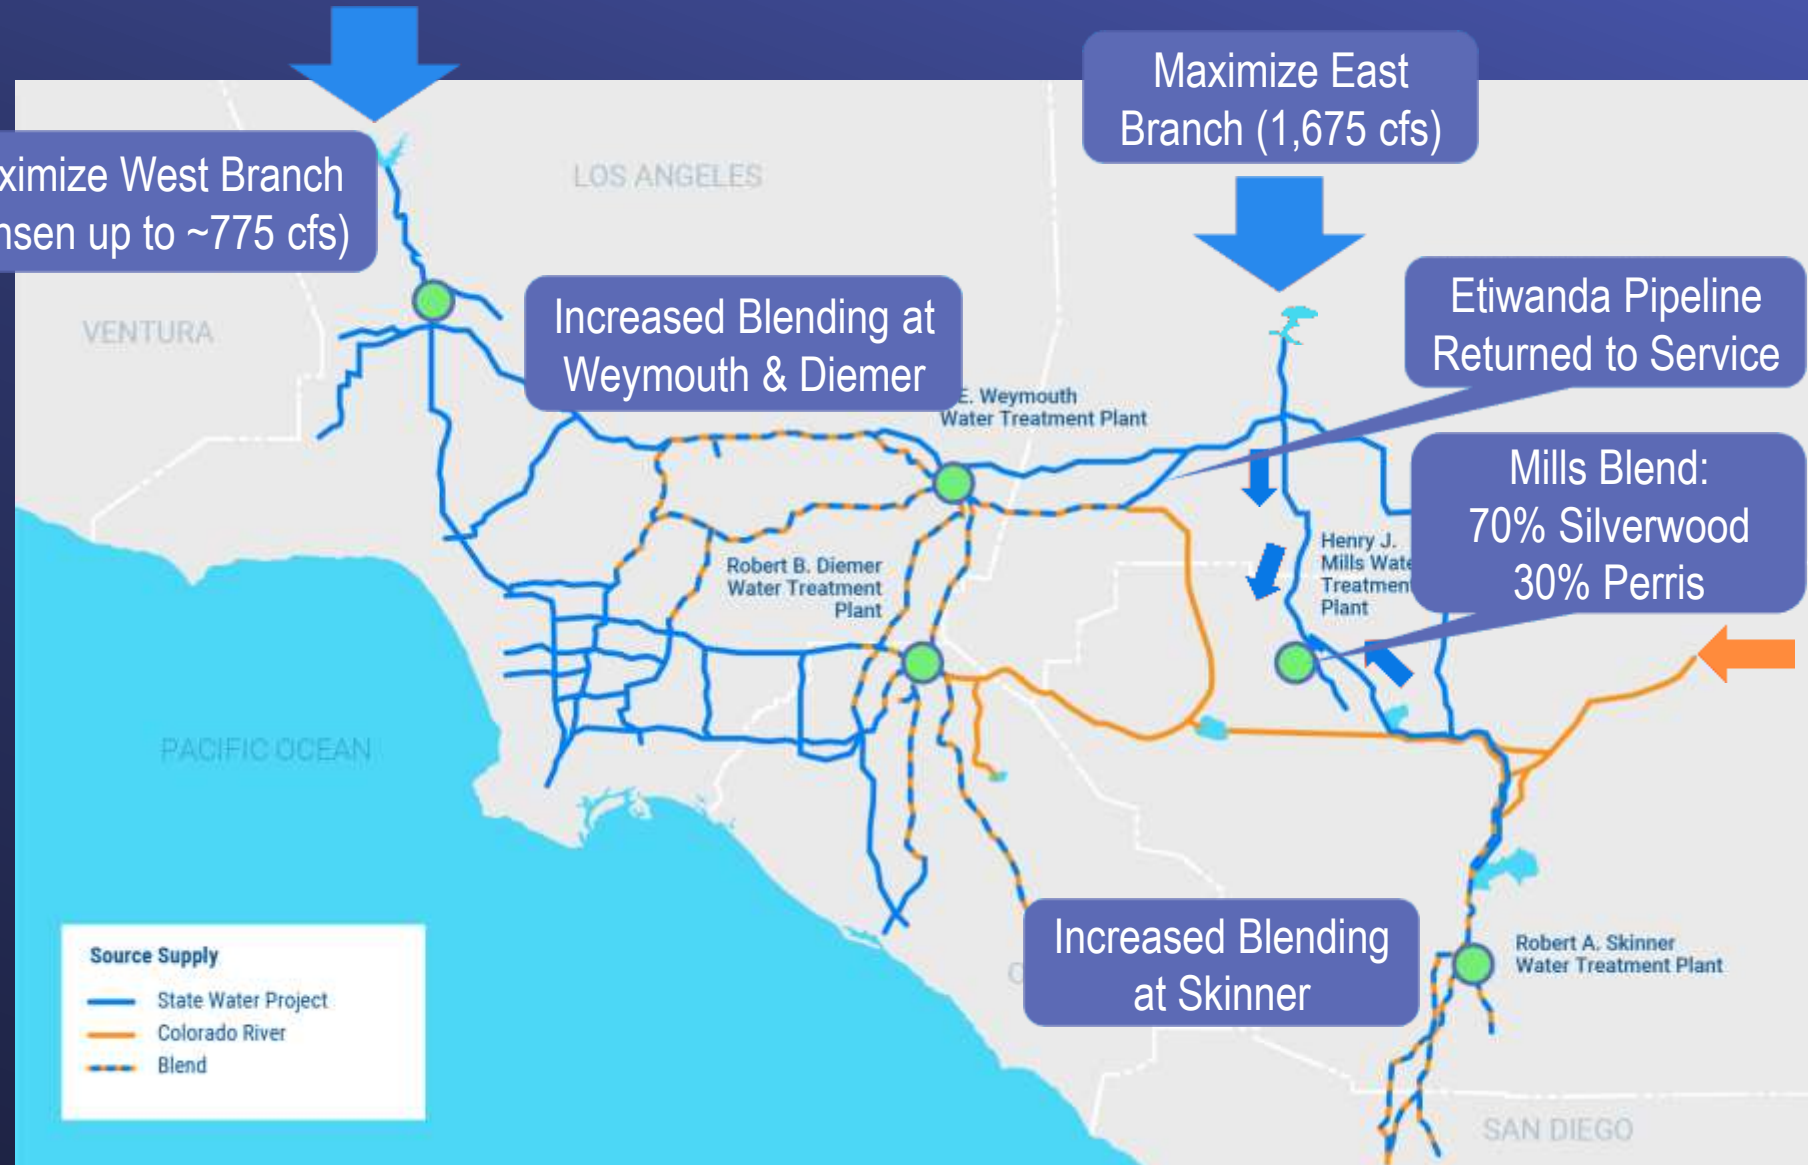 Maximize East
Branch (1,675 cfs)
ximize West Branch
nsen up to ~775 cfs)
LOS ANGELES
VENTURA
Increased Blending at
Weymouth & Diemer
Etiwanda Pipeline
Returned to Service
E. Weymouth
Water Treatment Plant
Mills Blend:
70% Silverwood
30% Perris
Henry J.
Mills Wate
Treatmen
Plant
Robert B. Diemer
Water Treatment
Plant
PACIFIC OCEAN
Increased Blending
at Skinner
Robert A. Skinner
Water Treatment Plant
Source Supply
State Water Project
Colorado River
Blend
SAN DIEGO